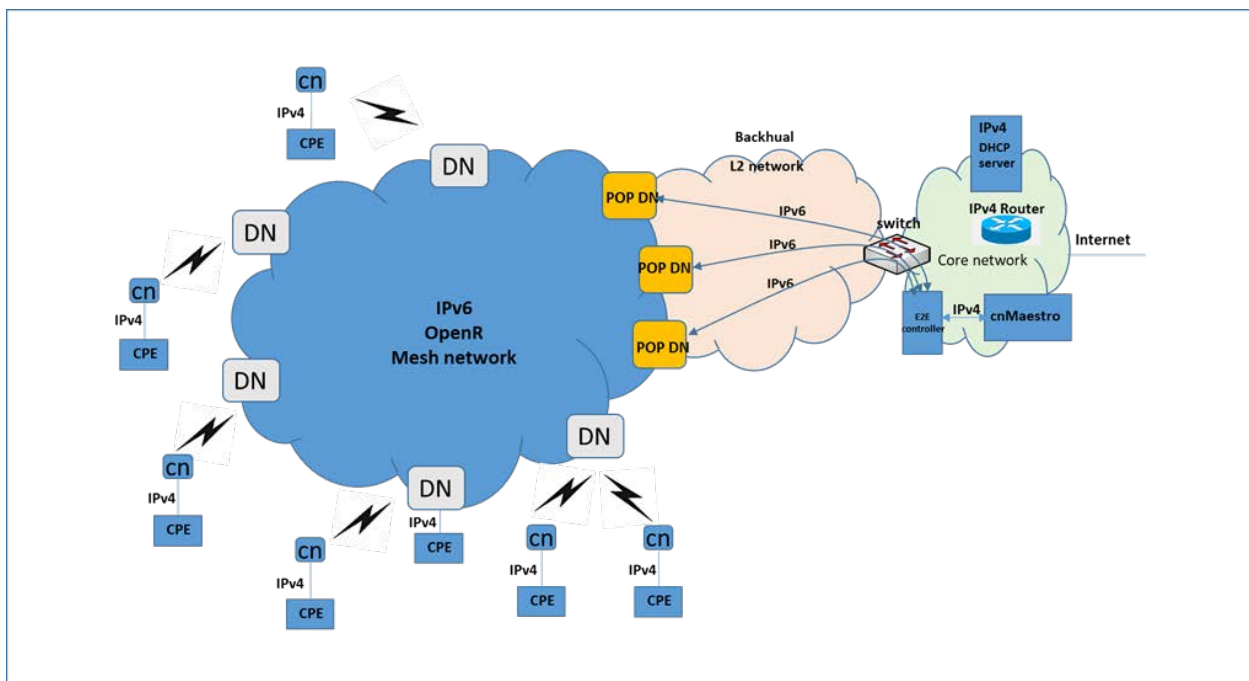 cn
IPv4
CPE
DN
DN
cn
IPv4
CPE
DN
cn
IPv4
CPE
cn
IPv4
CPE
DN
IPv4
CPE
DN
cn
IPv4
CPE
cn
IPv4
CPE
IPv6
OpenR
Mesh network
POP DN
POP DN
POP DN
Backhual
L2 network
IPv6
IPv6
IPv6
switch
IPv4
DHCP
server
IPv4 Router
Core network
E2E
controller
IPv4
cnMaestro
Internet